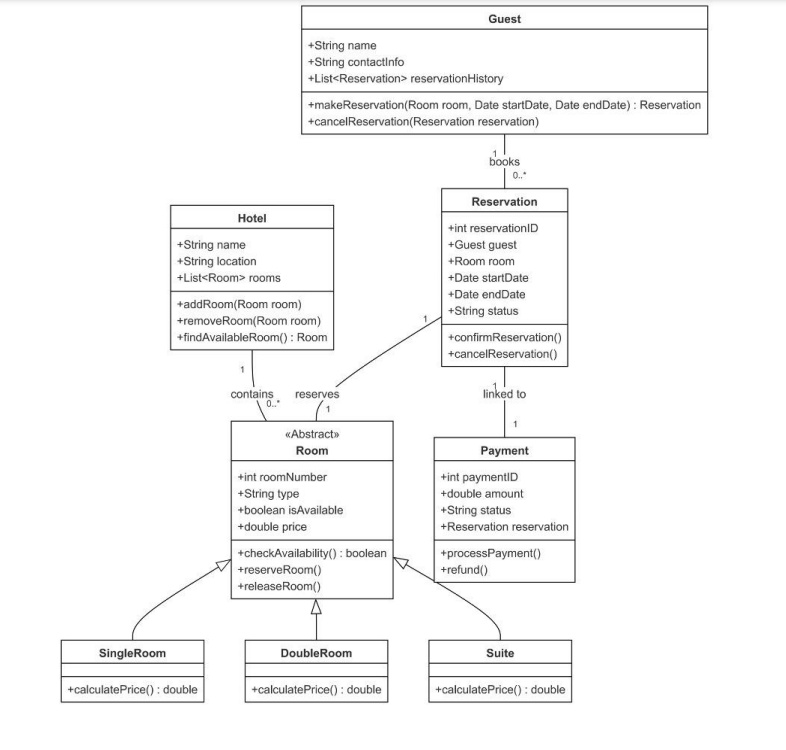 Guest
+String name
+String contactInfo
+List<Reservation> reservationHistory
+makeReservation(Room room, Date startDate, Date endDate) : Reservation
+cancelReservation(Reservation reservation)
1
books
0..*
Reservation
+int reservationID
+Guest guest
+Room room
+Date startDate
+Date endDate
+String status
+confirmReservation()
+cancelReservation()
Hotel
+String name
+String location
+List<Room> rooms
+addRoom(Room room)
+removeRoom(Room room)
+findAvailableRoom() : Room
1
contains
0..*
1
reserves
1
1
linked to
1
«Abstract»
Room
+int roomNumber
+String type
+boolean isAvailable
+double price
+checkAvailability() : boolean
+reserveRoom()
+releaseRoom()
Payment
+int paymentID
+double amount
+String status
+Reservation reservation
+processPayment()
+refund()
SingleRoom
+calculatePrice() : double
DoubleRoom
+calculatePrice() : double
Suite
+calculatePrice() : double